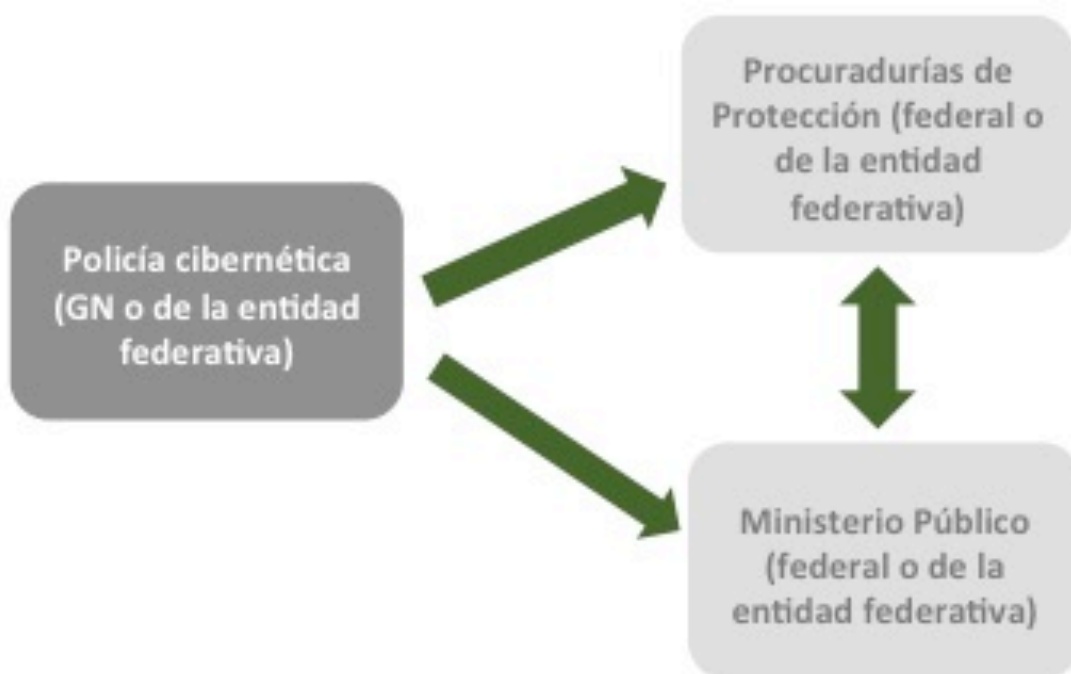 Procuradurías de
Protección (federal o
de la entidad
federativa)
Policía cibernética
(GN o de la entidad
federativa)
Ministerio Público
(federal o de la
entidad federativa)